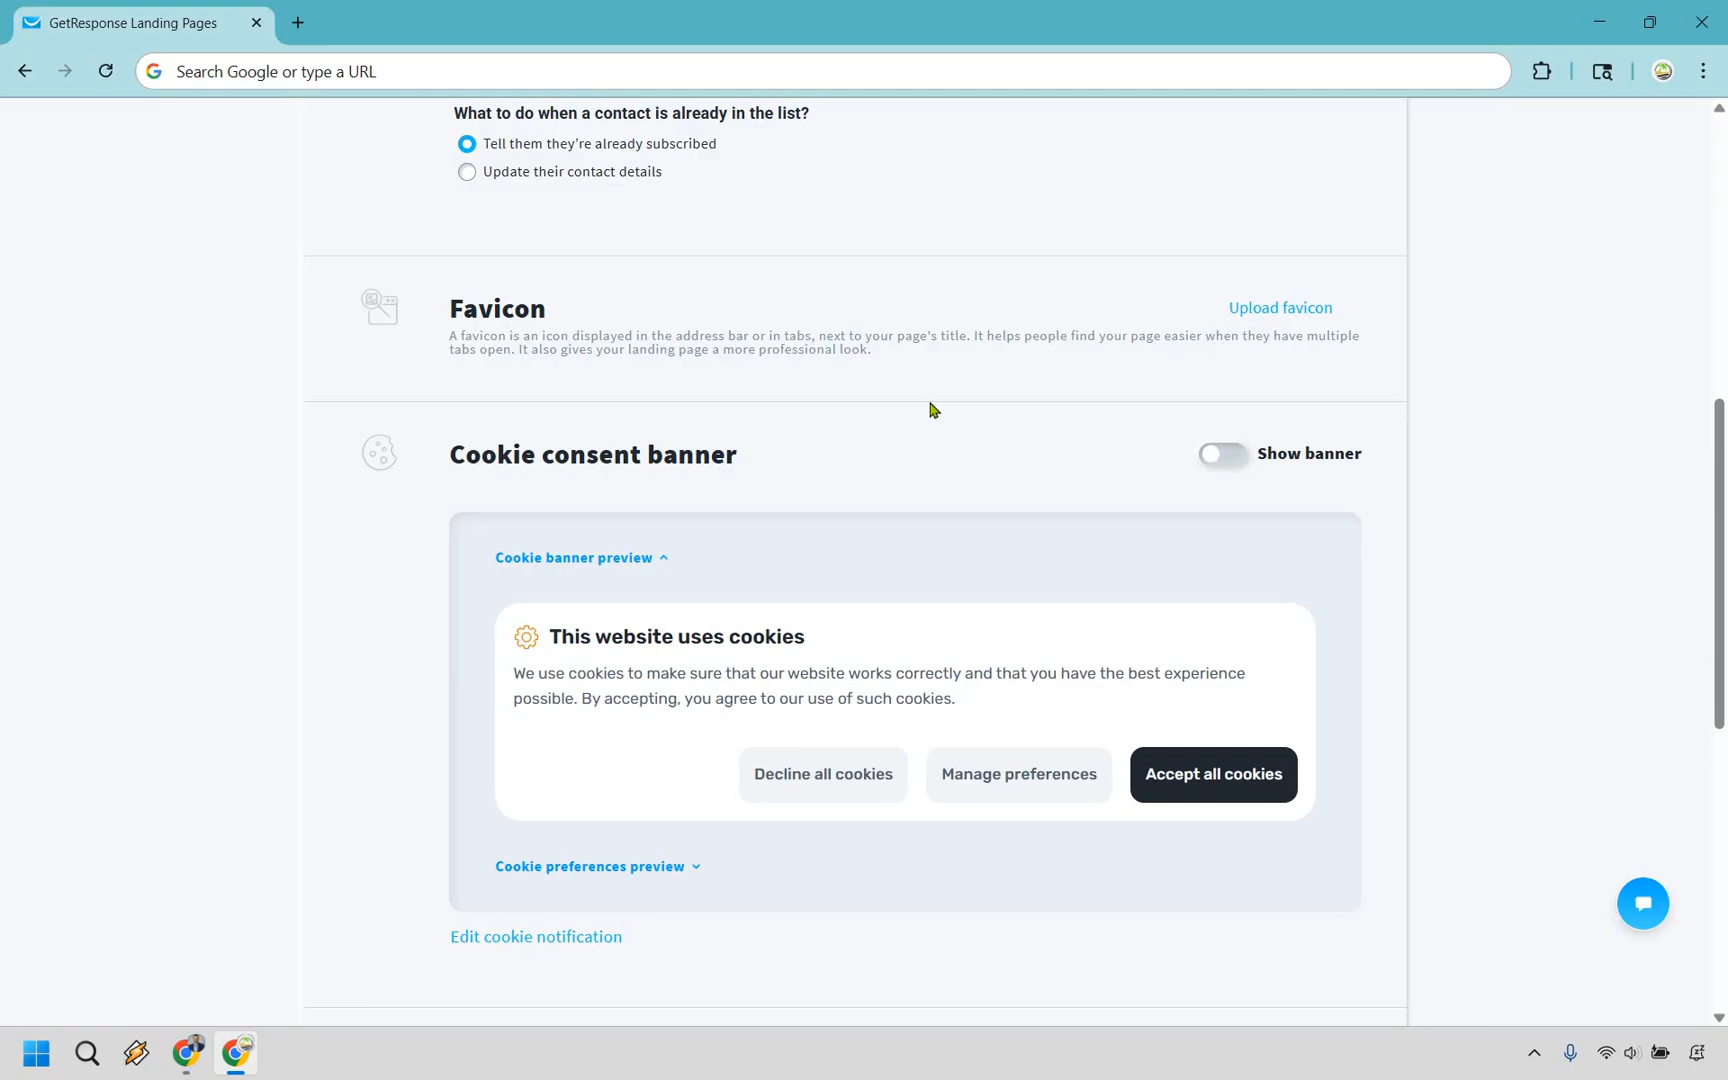 GetResponse Landing Pages
Search Google or type a URL
What to do when a contact is already in the list?
Tell them they're already subscribed
Update their contact details
Favicon
Upload favicon
A favicon is an icon displayed in the address bar or in tabs, next to your page's title. It helps people find your page easier when they have multiple
tabs open. It also gives your landing page a more professional look.
Cookie consent banner
Show banner
Cookie banner preview
This website uses cookies
We use cookies to make sure that our website works correctly and that you have the best experience
possible. By accepting, you agree to our use of such cookies.
Decline all cookies
Manage preferences
Accept all cookies
Cookie preferences preview
Edit cookie notification